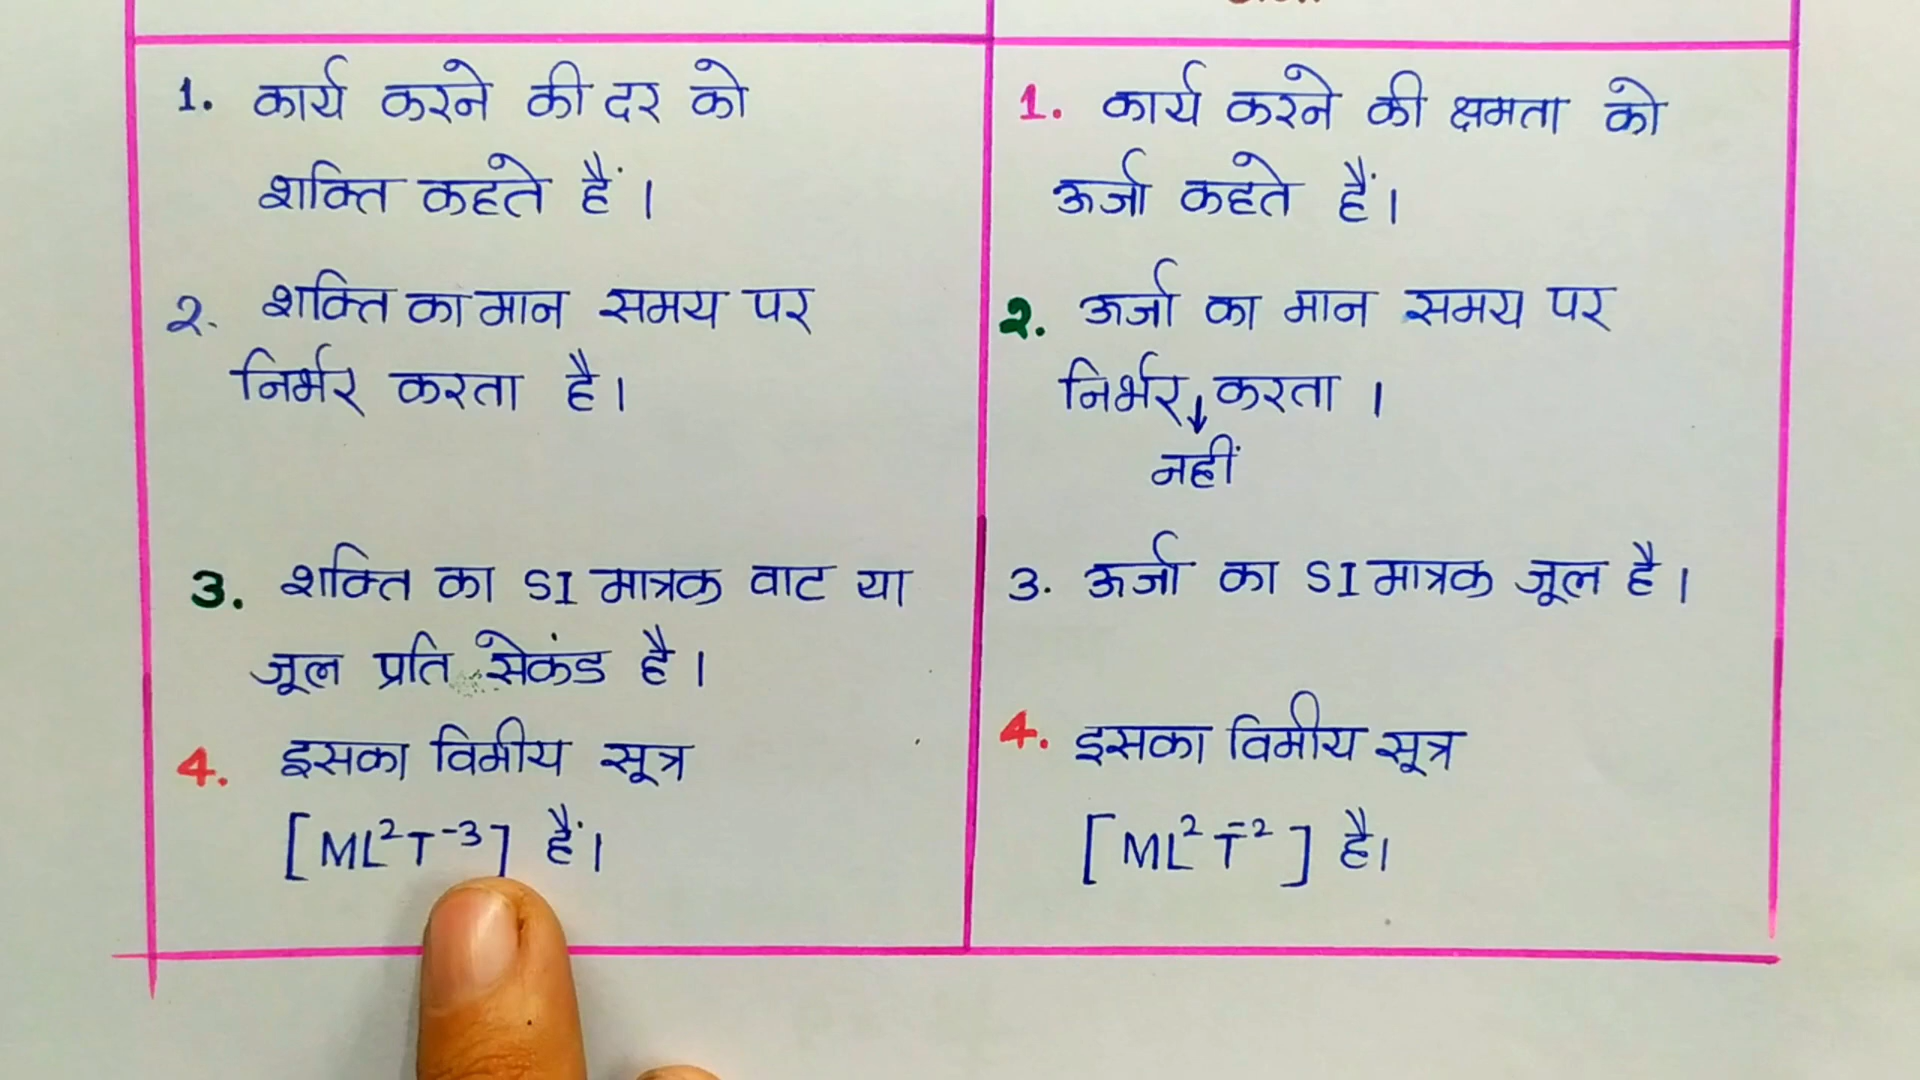 1. कार्य करने की दर को
शक्ति कहते हैं।
2. शक्ति का मान समय पर
निर्भर करता है।
3. शक्ति का SI मात्रक वाट या
जूल प्रति सेकंड है।
4. इसका विमीय सूत्र
[ML²T⁻³] हैं।
1. कार्य करने की क्षमता को
ऊर्जा कहते हैं।
2. ऊर्जा का मान समय पर
निर्भर↓करता ।
नहीं
3. ऊर्जा का SI मात्रक जूल है।
4. इसका विमीय सूत्र
[ML²T⁻²] है।